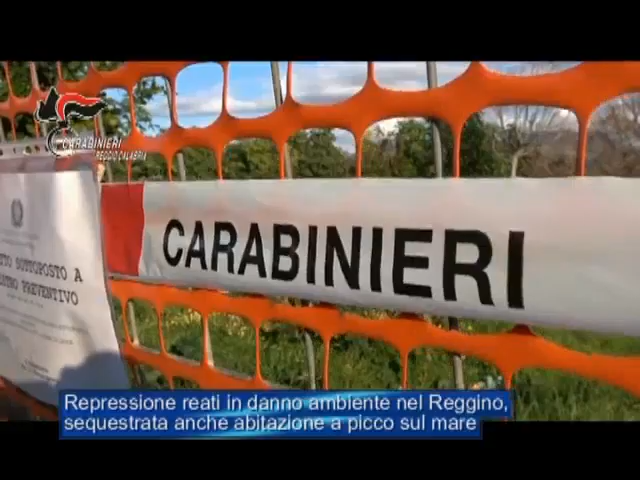 CARABINIERI
REGGIO CALABRIA
CARABINIERI
SOTTOPOSTO A
PREVENTIVO
Repressione reati in danno ambiente nel Reggino,
sequestrata anche abitazione a picco sul mare